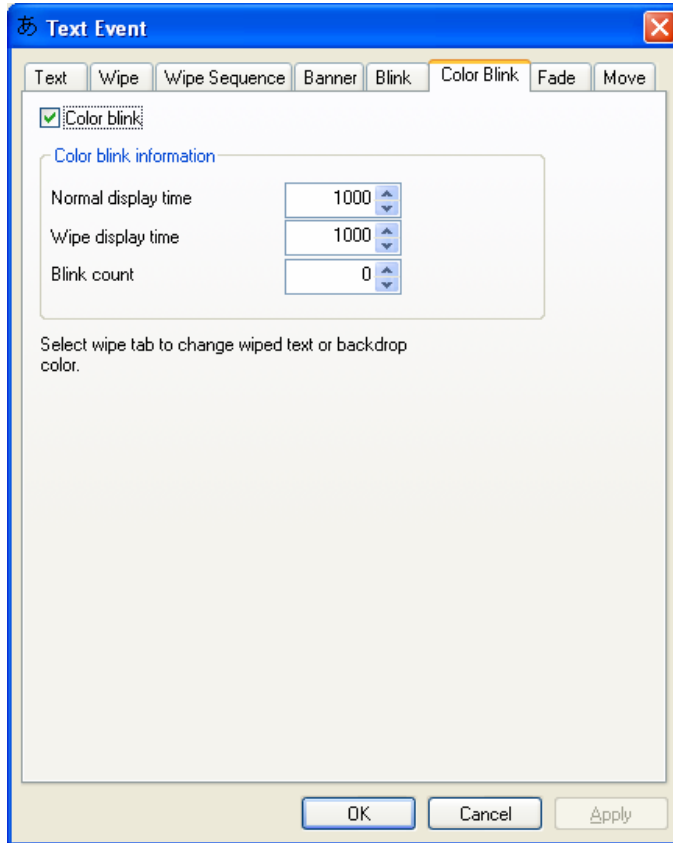 あ Text Event
Text Wipe Wipe Sequence Banner Blink Color Blink Fade Move
Color blink
Color blink information
Normal display time 1000
Wipe display time 1000
Blink count 0
Select wipe tab to change wiped text or backdrop
color.
OK Cancel Apply